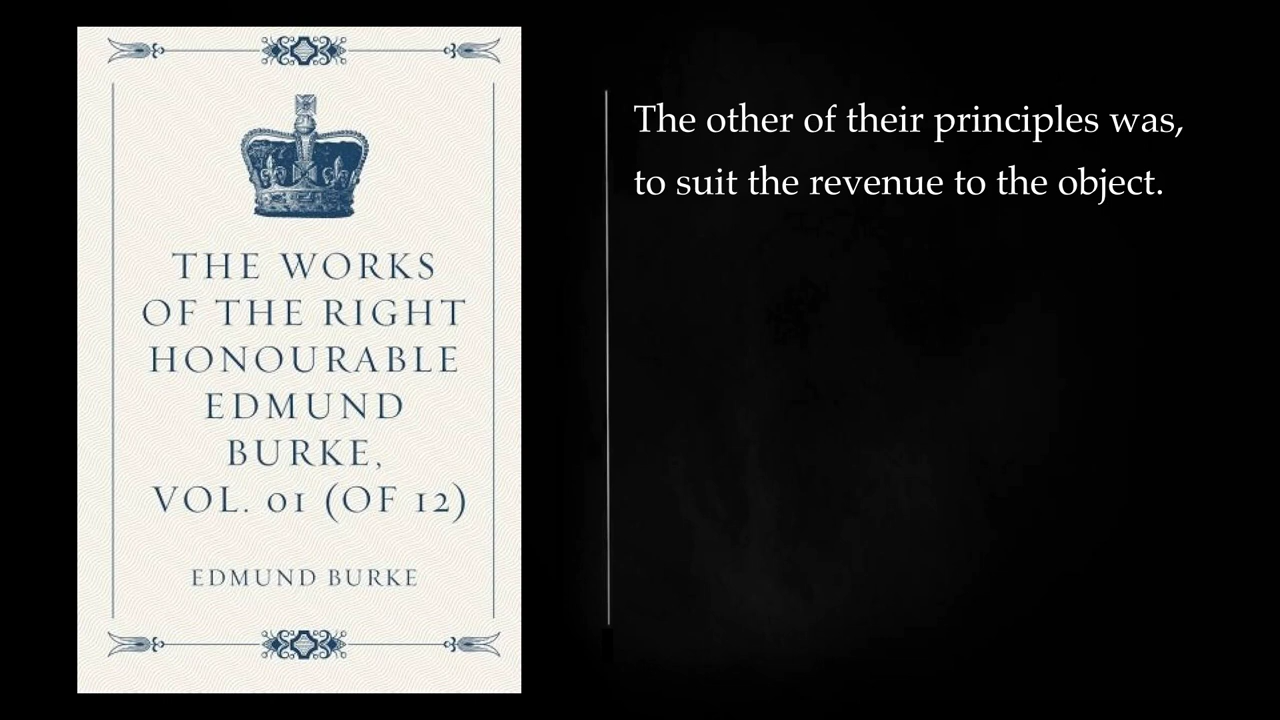 THE WORKS
OF THE RIGHT
HONOURABLE
EDMUND
BURKE,
VOL. 01 (OF 12)
EDMUND BURKE
The other of their principles was,
to suit the revenue to the object.